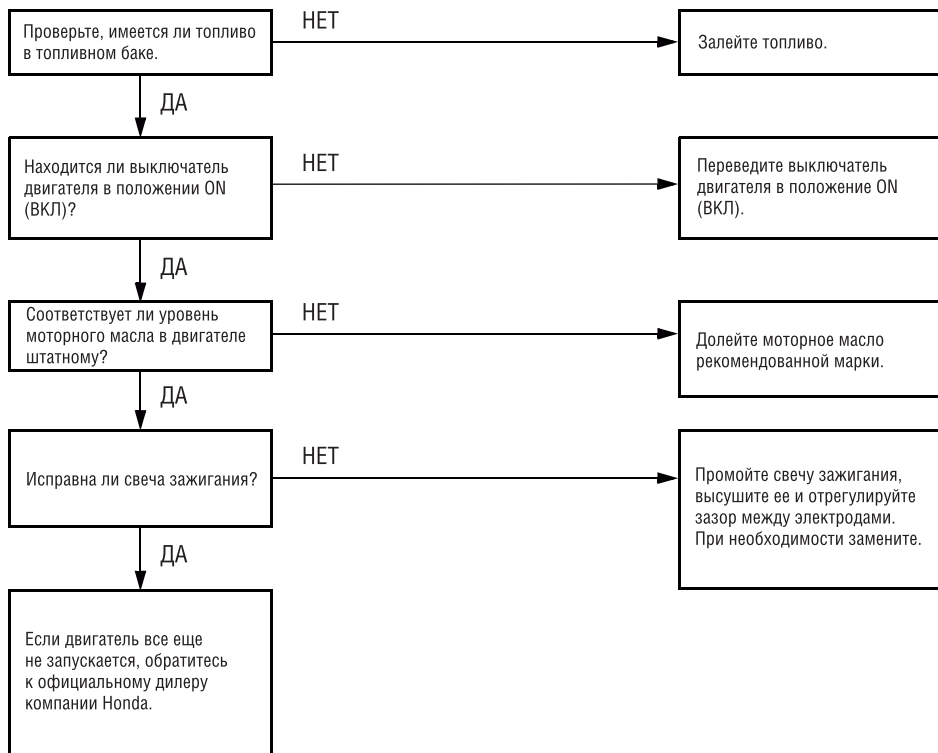 Проверьте, имеется ли топливо
в топливном баке.
НЕТ
Залейте топливо.
ДА
Находится ли выключатель
двигателя в положении ON
(ВКЛ)?
НЕТ
Переведите выключатель
двигателя в положение ON
(ВКЛ).
ДА
Соответствует ли уровень
моторного масла в двигателе
штатному?
НЕТ
Долейте моторное масло
рекомендованной марки.
ДА
Исправна ли свеча зажигания?
НЕТ
Промойте свечу зажигания,
высушите ее и отрегулируйте
зазор между электродами.
При необходимости замените.
ДА
Если двигатель все еще
не запускается, обратитесь
к официальному дилеру
компании Honda.